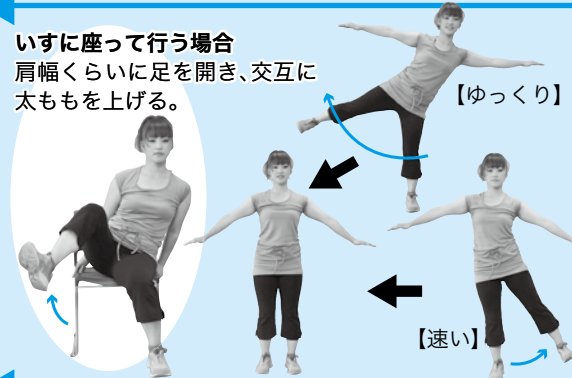 いすに座って行う場合
肩幅くらいに足を開き､交互に
太ももを上げる。
【ゆっくり】
【速い】